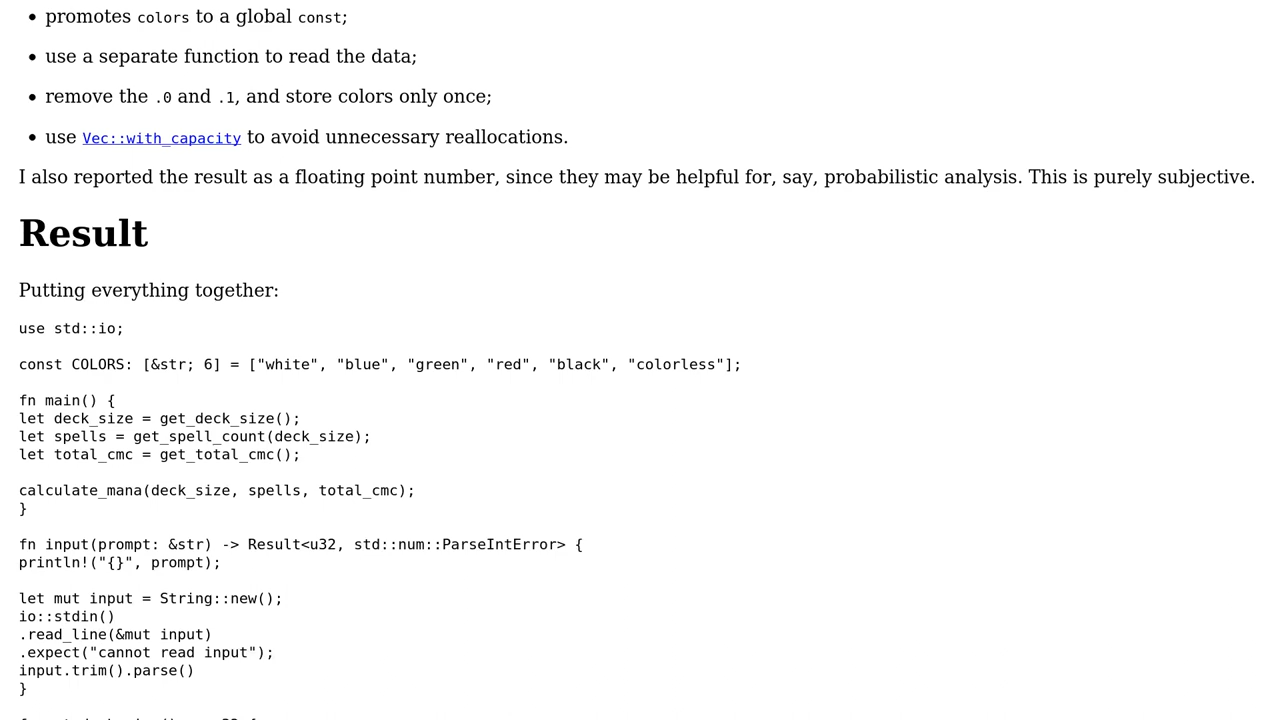 • promotes colors to a global const;
• use a separate function to read the data;
• remove the .0 and .1, and store colors only once;
• use Vec::with_capacity to avoid unnecessary reallocations.
I also reported the result as a floating point number, since they may be helpful for, say, probabilistic analysis. This is purely subjective.
Result
Putting everything together:
use std::io;
const COLORS: [&str; 6] = ["white", "blue", "green", "red", "black", "colorless"];
fn main() {
let deck_size = get_deck_size();
let spells = get_spell_count(deck_size);
let total_cmc = get_total_cmc();
calculate_mana(deck_size, spells, total_cmc);
}
fn input(prompt: &str) -> Result<u32, std::num::ParseIntError> {
println!("{}", prompt);
let mut input = String::new();
io::stdin()
.read_line(&mut input)
.expect("cannot read input");
input.trim().parse()
}